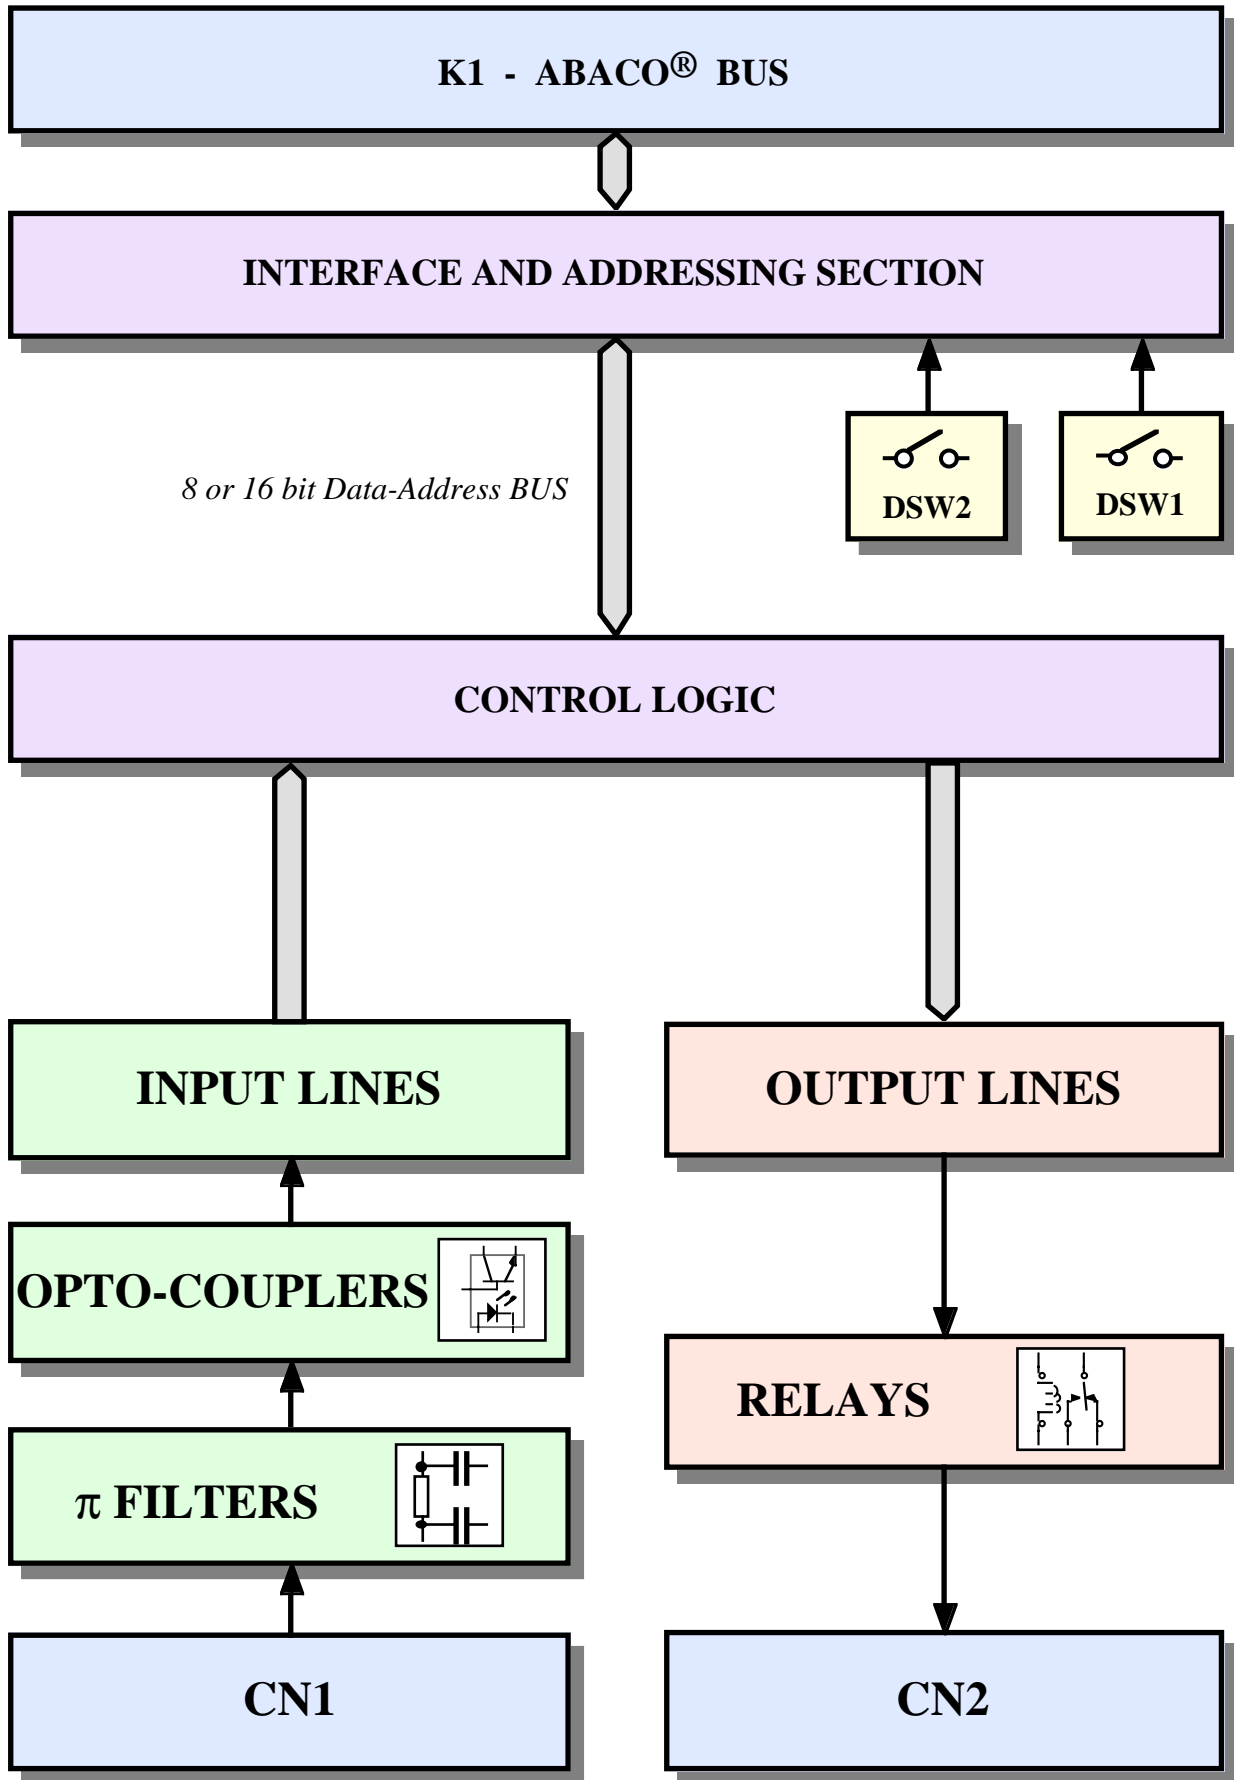 K1 - ABACO® BUS
INTERFACE AND ADDRESSING SECTION
8 or 16 bit Data-Address BUS
DSW2
DSW1
CONTROL LOGIC
INPUT LINES
OUTPUT LINES
OPTO-COUPLERS
RELAYS
π FILTERS
CN1
CN2